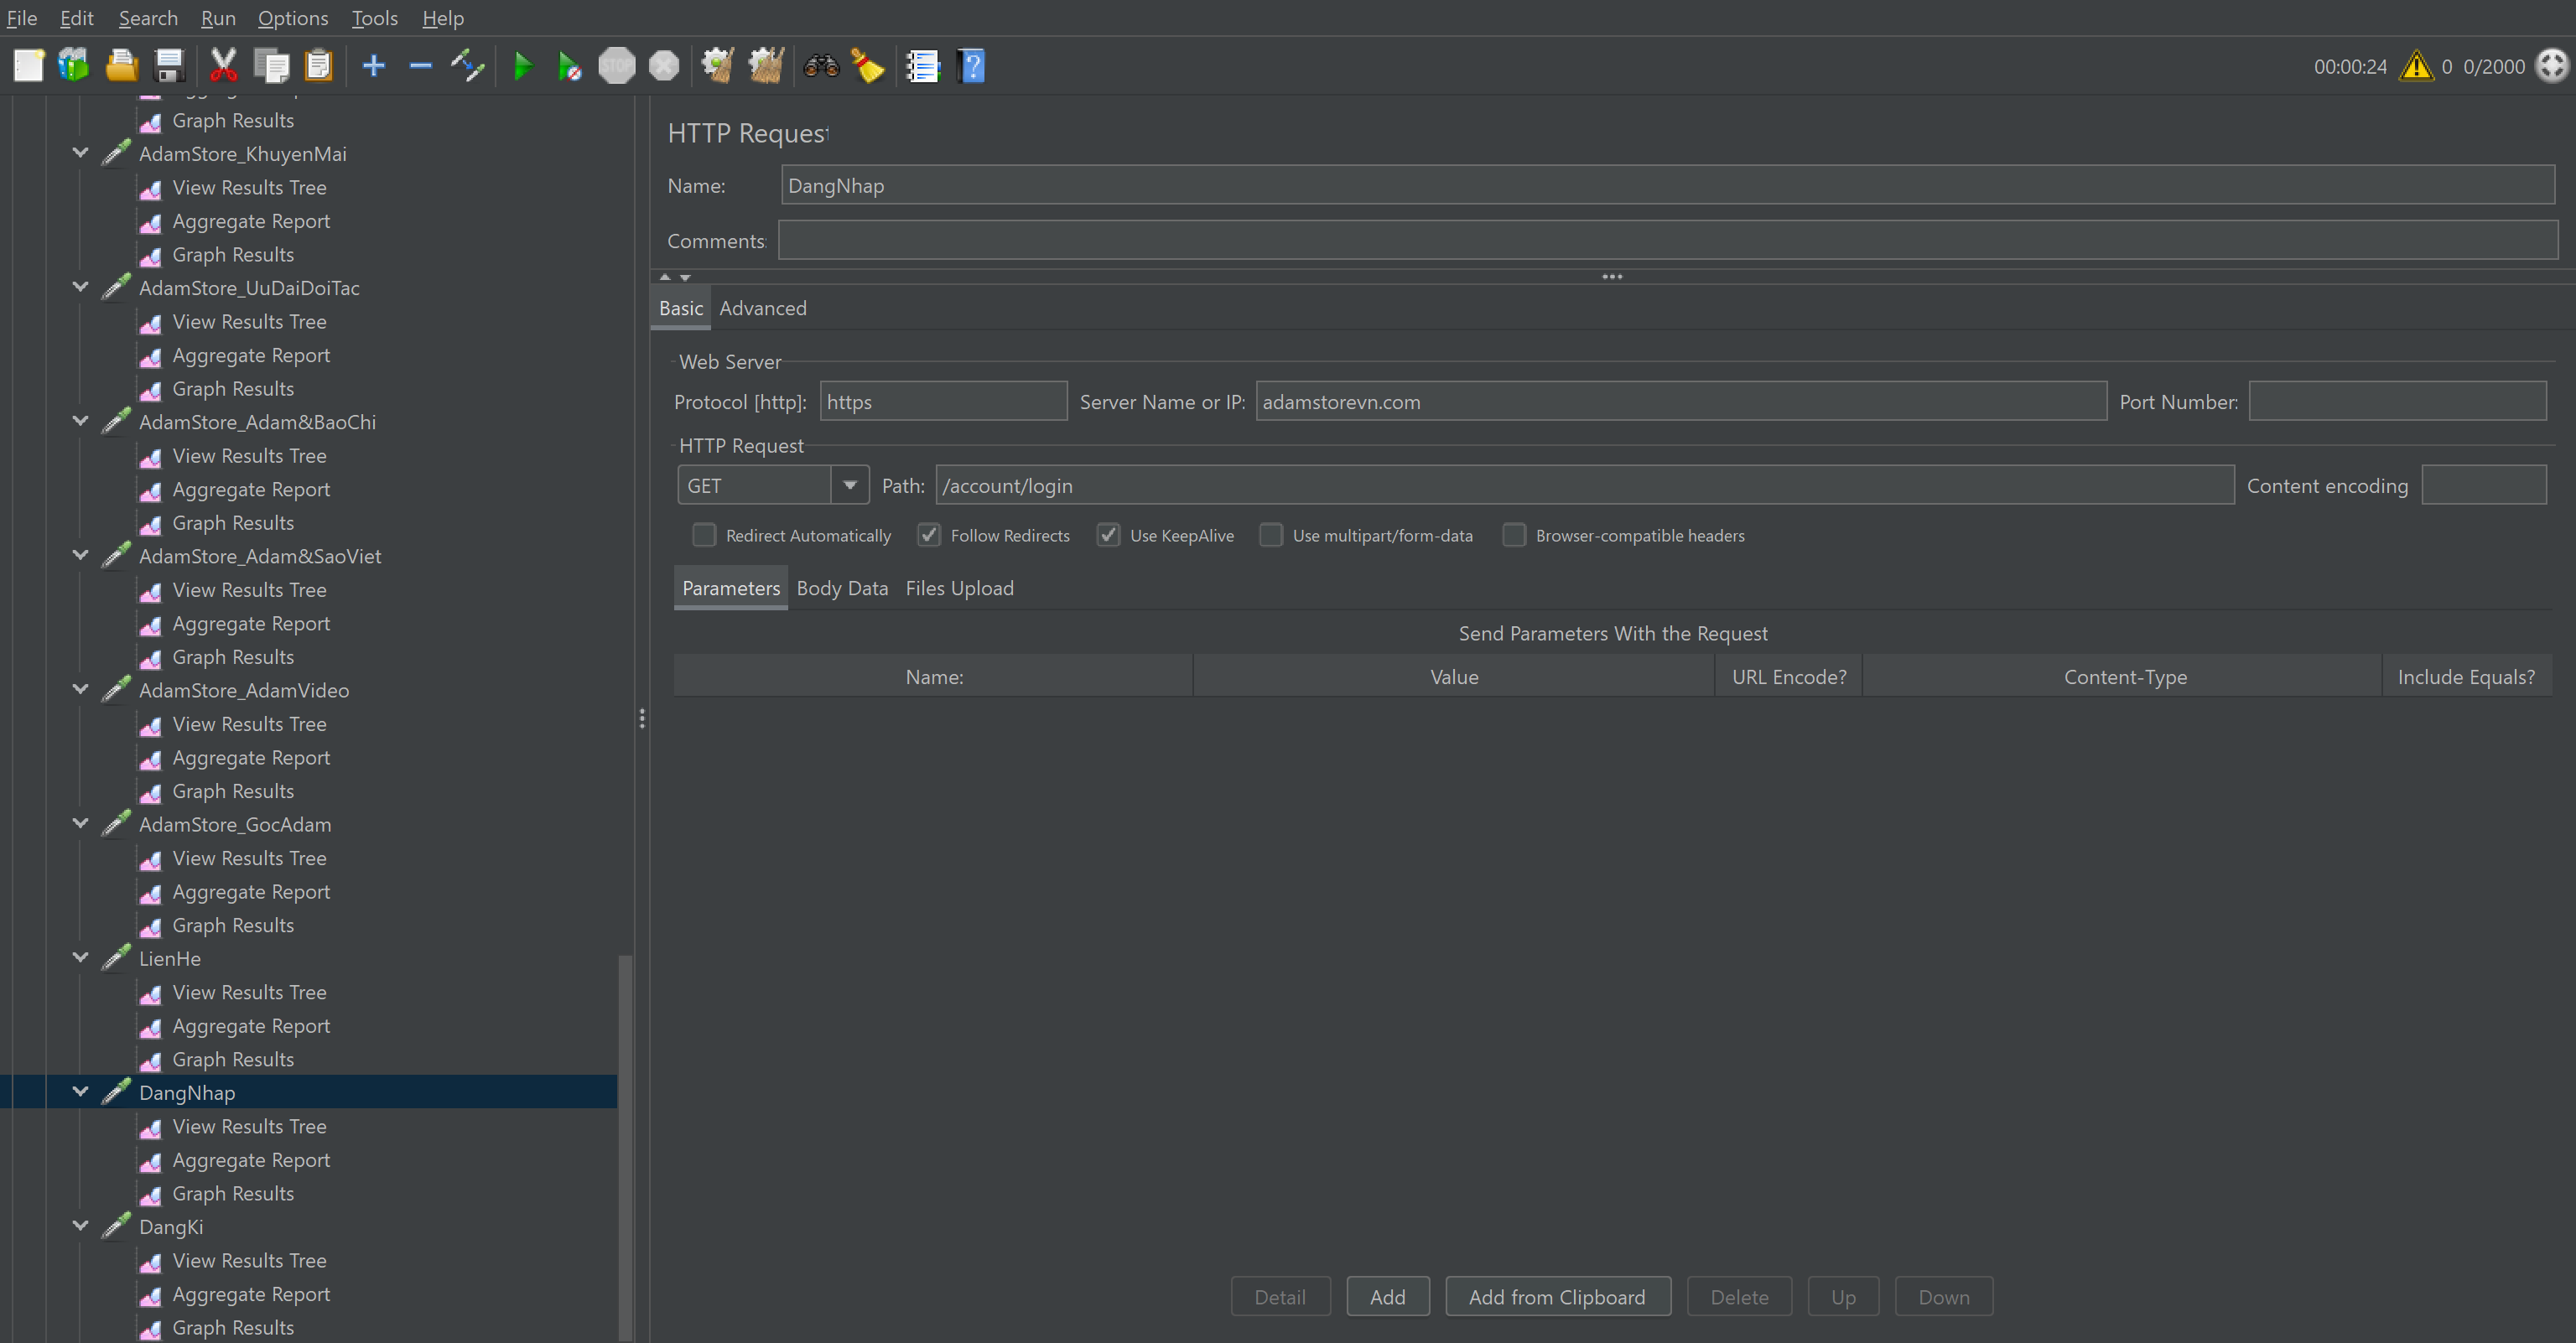 File Edit Search Run Options Tools Help
00:00:24 0 0/2000
Graph Results
AdamStore_KhuyenMai
View Results Tree
Aggregate Report
Graph Results
AdamStore_UuDaiDoiTac
View Results Tree
Aggregate Report
Graph Results
AdamStore_Adam&BaoChi
View Results Tree
Aggregate Report
Graph Results
AdamStore_Adam&SaoViet
View Results Tree
Aggregate Report
Graph Results
AdamStore_AdamVideo
View Results Tree
Aggregate Report
Graph Results
AdamStore_GocAdam
View Results Tree
Aggregate Report
Graph Results
LienHe
View Results Tree
Aggregate Report
Graph Results
DangNhap
View Results Tree
Aggregate Report
Graph Results
DangKi
View Results Tree
Aggregate Report
Graph Results
HTTP Request
Name: DangNhap
Comments:
Basic Advanced
Web Server
Protocol [http]: https Server Name or IP: adamstorevn.com Port Number:
HTTP Request
GET Path: /account/login Content encoding
Redirect Automatically Follow Redirects Use KeepAlive Use multipart/form-data Browser-compatible headers
Parameters Body Data Files Upload
Send Parameters With the Request
Name: Value URL Encode? Content-Type Include Equals?
Detail Add Add from Clipboard Delete Up Down